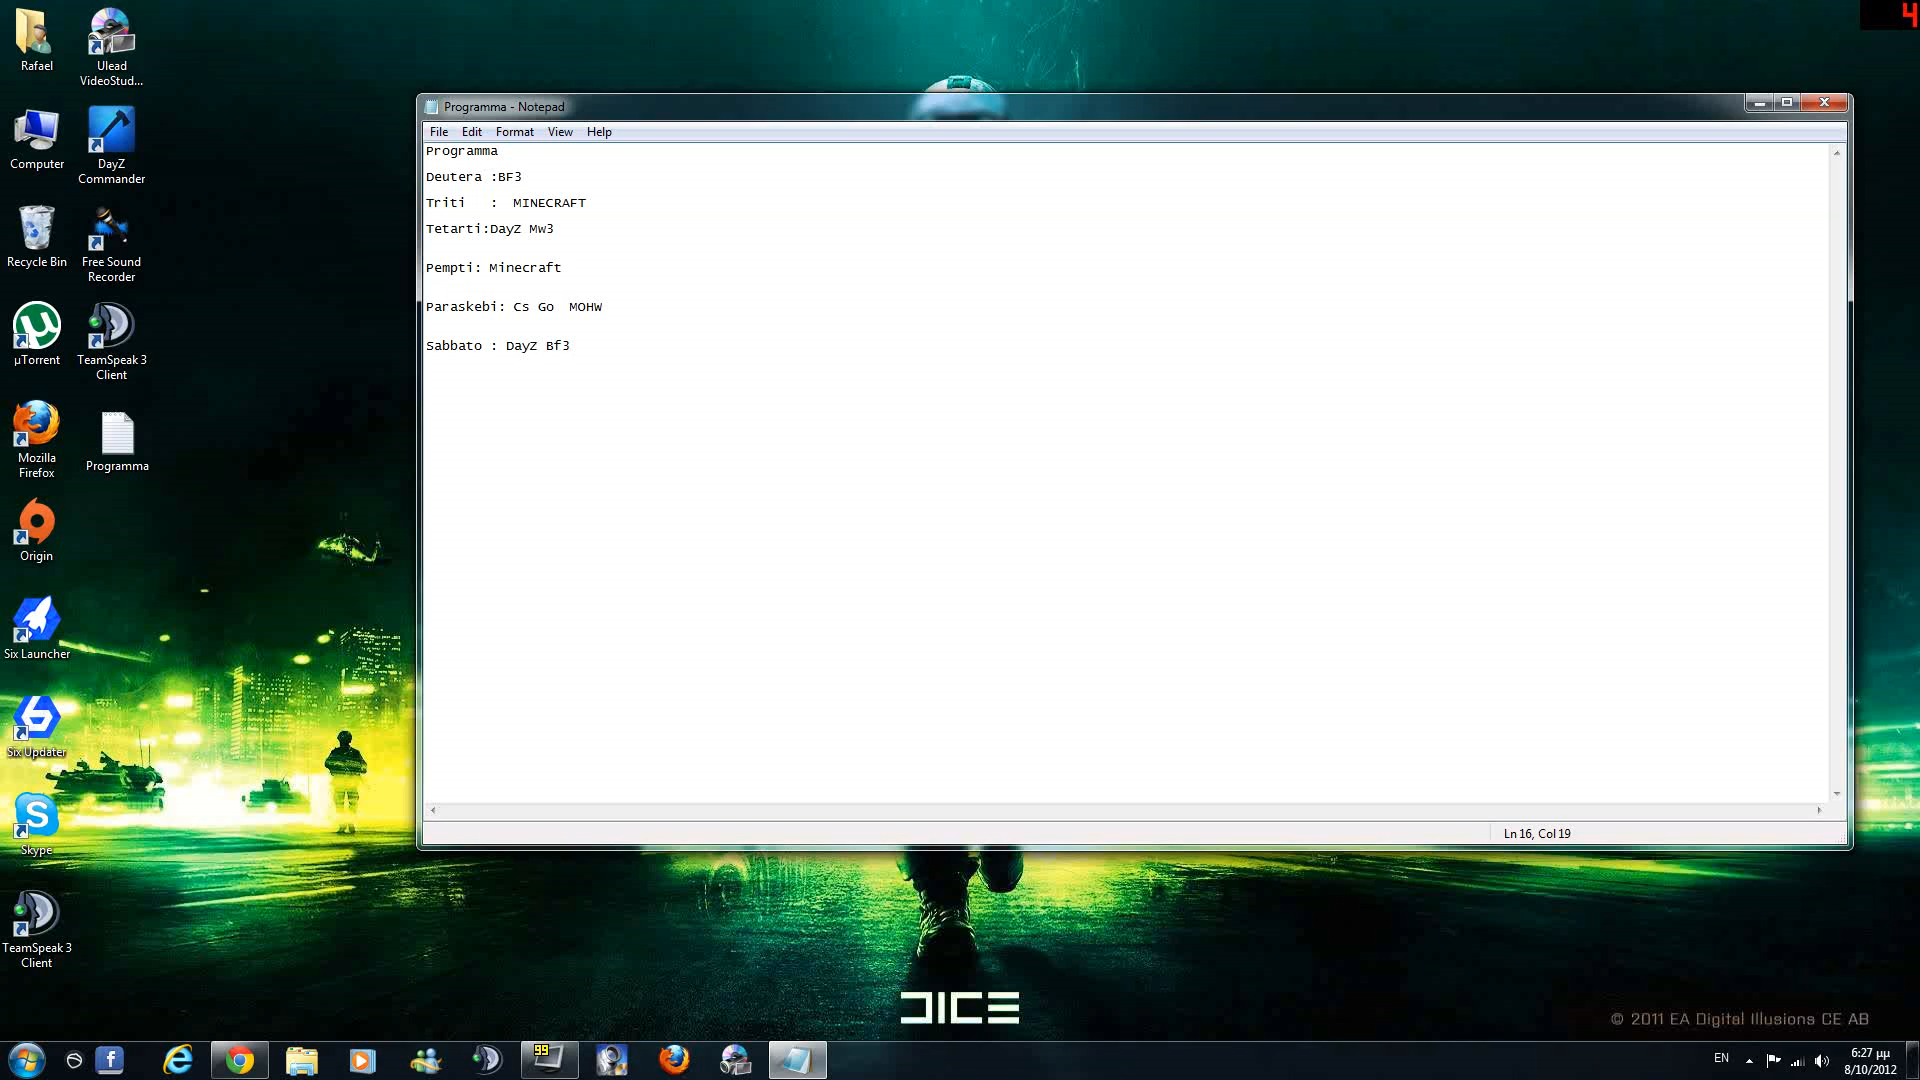 4
Rafael
Ulead
VideoStud...
Computer
DayZ
Commander
Recycle Bin
Free Sound
Recorder
µTorrent
TeamSpeak 3
Client
Mozilla
Firefox
Programma
Origin
Six Launcher
Six Updater
Skype
TeamSpeak 3
Client
Programma - Notepad
File Edit Format View Help
Programma
Deutera :BF3
Triti   :  MINECRAFT
Tetarti:DayZ Mw3
Pempti: Minecraft
Paraskebi: Cs Go  MOHW
Sabbato : DayZ Bf3
Ln 16, Col 19
DICE
© 2011 EA Digital Illusions CE AB
99
EN
6:27 μμ
8/10/2012